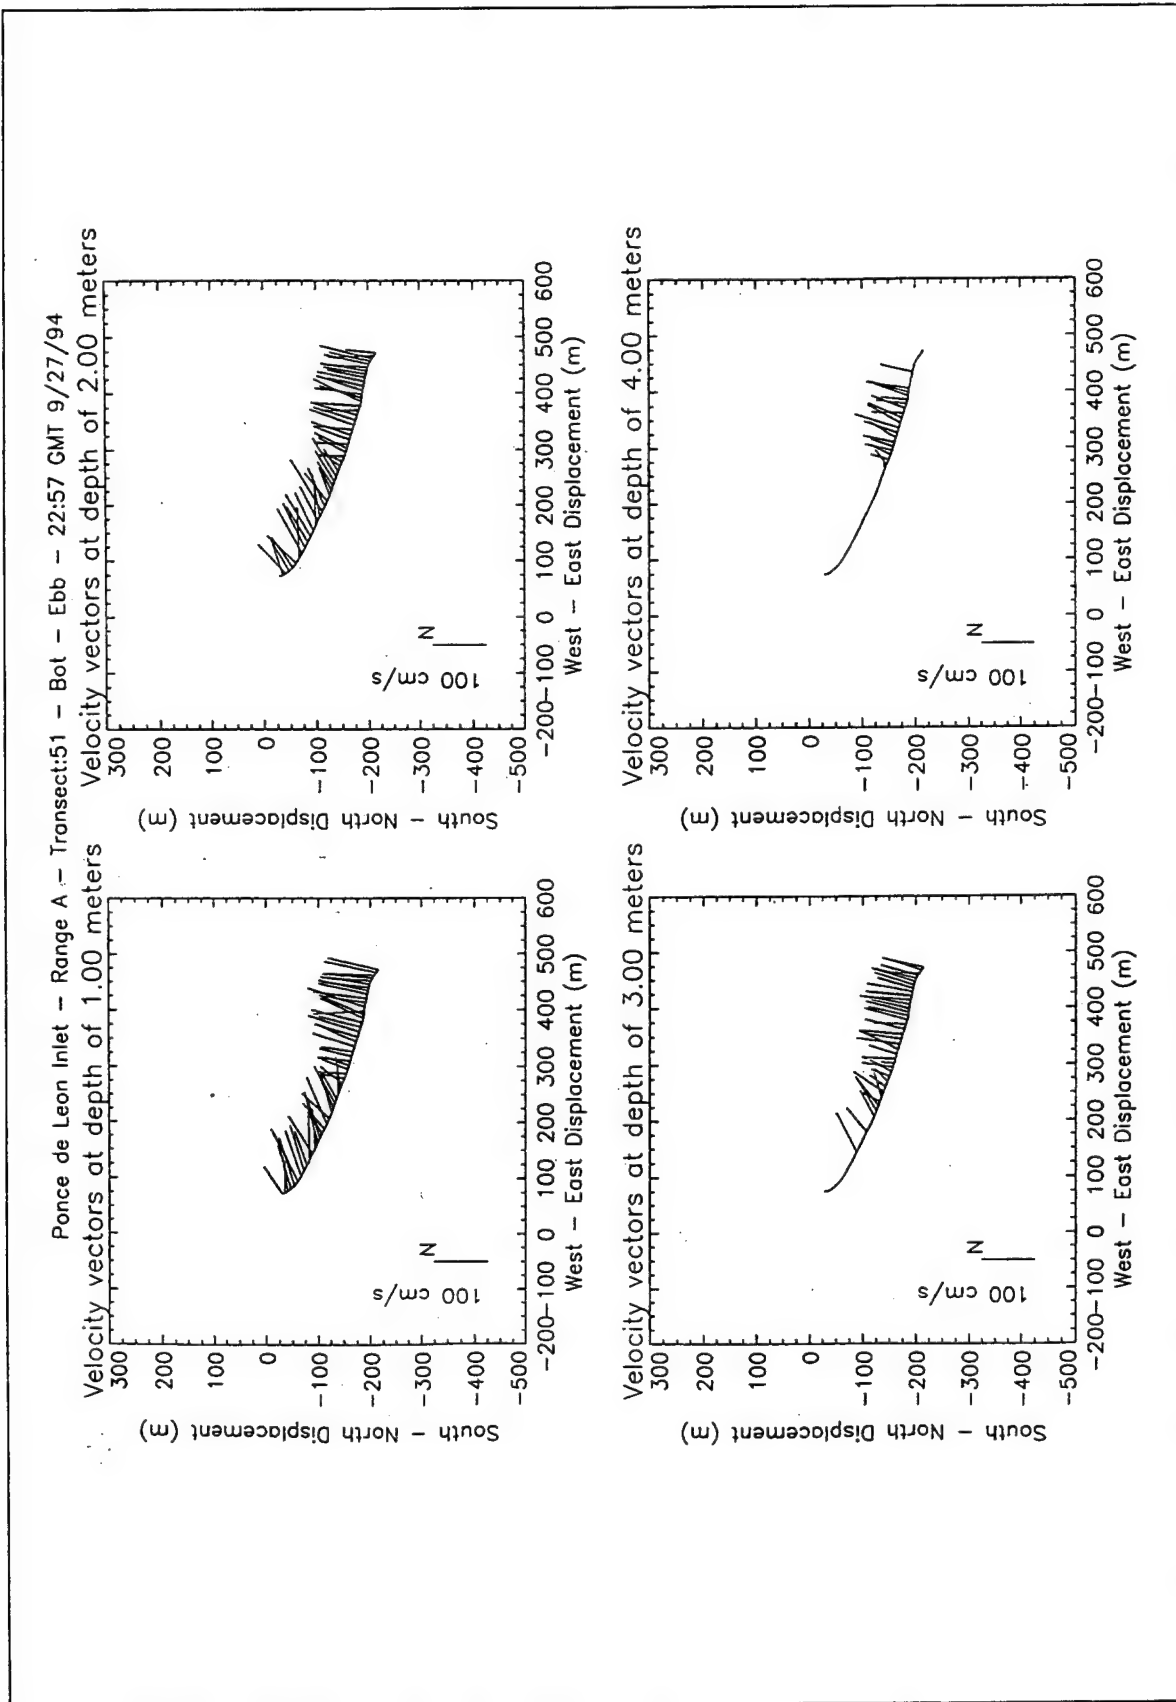 Ponce de Leon Inlet – Range A – Transect:51 – Bot – Ebb – 22:57 GMT 9/27/94
Velocity vectors at depth of 1.00 meters
300
200
100
0
-100
-200
-300
-400
-500
South – North Displacement (m)
N
100 cm/s
-200-100 0 100 200 300 400 500 600
West – East Displacement (m)
Velocity vectors at depth of 2.00 meters
300
200
100
0
-100
-200
-300
-400
-500
South – North Displacement (m)
N
100 cm/s
-200-100 0 100 200 300 400 500 600
West – East Displacement (m)
Velocity vectors at depth of 3.00 meters
300
200
100
0
-100
-200
-300
-400
-500
South – North Displacement (m)
N
100 cm/s
-200-100 0 100 200 300 400 500 600
West – East Displacement (m)
Velocity vectors at depth of 4.00 meters
300
200
100
0
-100
-200
-300
-400
-500
South – North Displacement (m)
N
100 cm/s
-200-100 0 100 200 300 400 500 600
West – East Displacement (m)